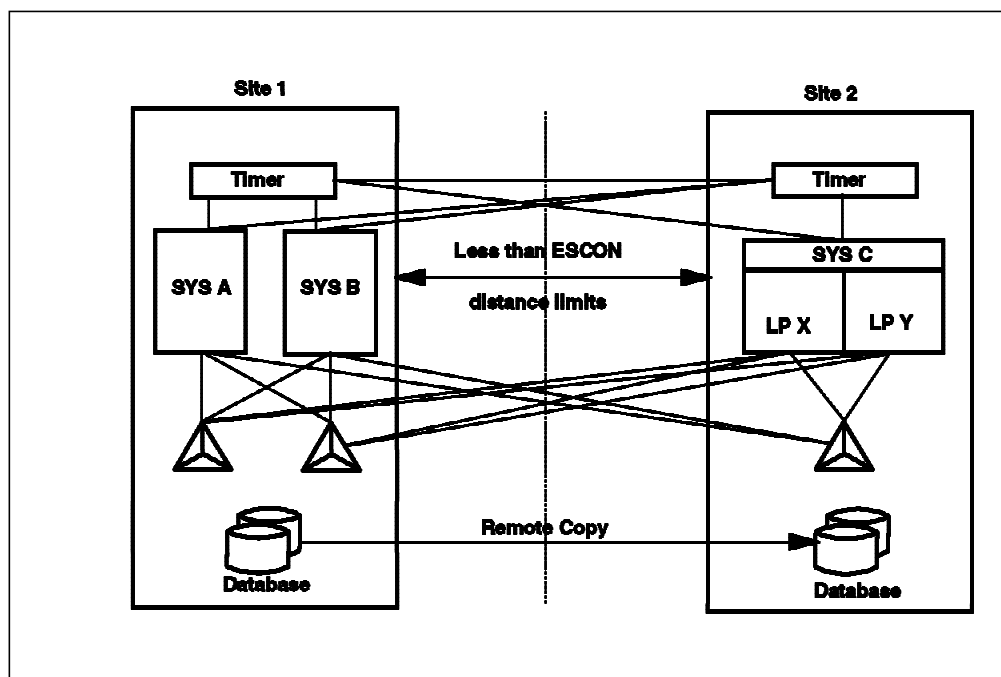 Site 1
Site 2
Timer
Timer
SYS A
SYS B
Less than ESCON
distance limits
SYS C
LP X
LP Y
Remote Copy
Database
Database